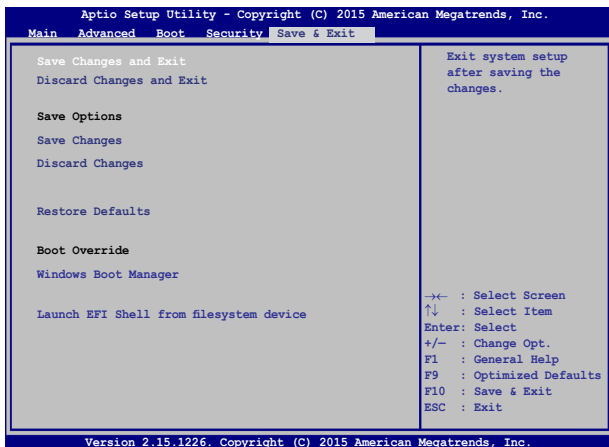 Aptio Setup Utility - Copyright (C) 2015 American Megatrends, Inc.
Main Advanced Boot Security Save & Exit
Save Changes and Exit
Discard Changes and Exit
Save Options
Save Changes
Discard Changes
Restore Defaults
Boot Override
Windows Boot Manager
Launch EFI Shell from filesystem device
Exit system setup
after saving the
changes.
→← : Select Screen
↑↓ : Select Item
Enter: Select
+/— : Change Opt.
F1 : General Help
F9 : Optimized Defaults
F10 : Save & Exit
ESC : Exit
Version 2.15.1226. Copyright (C) 2015 American Megatrends, Inc.